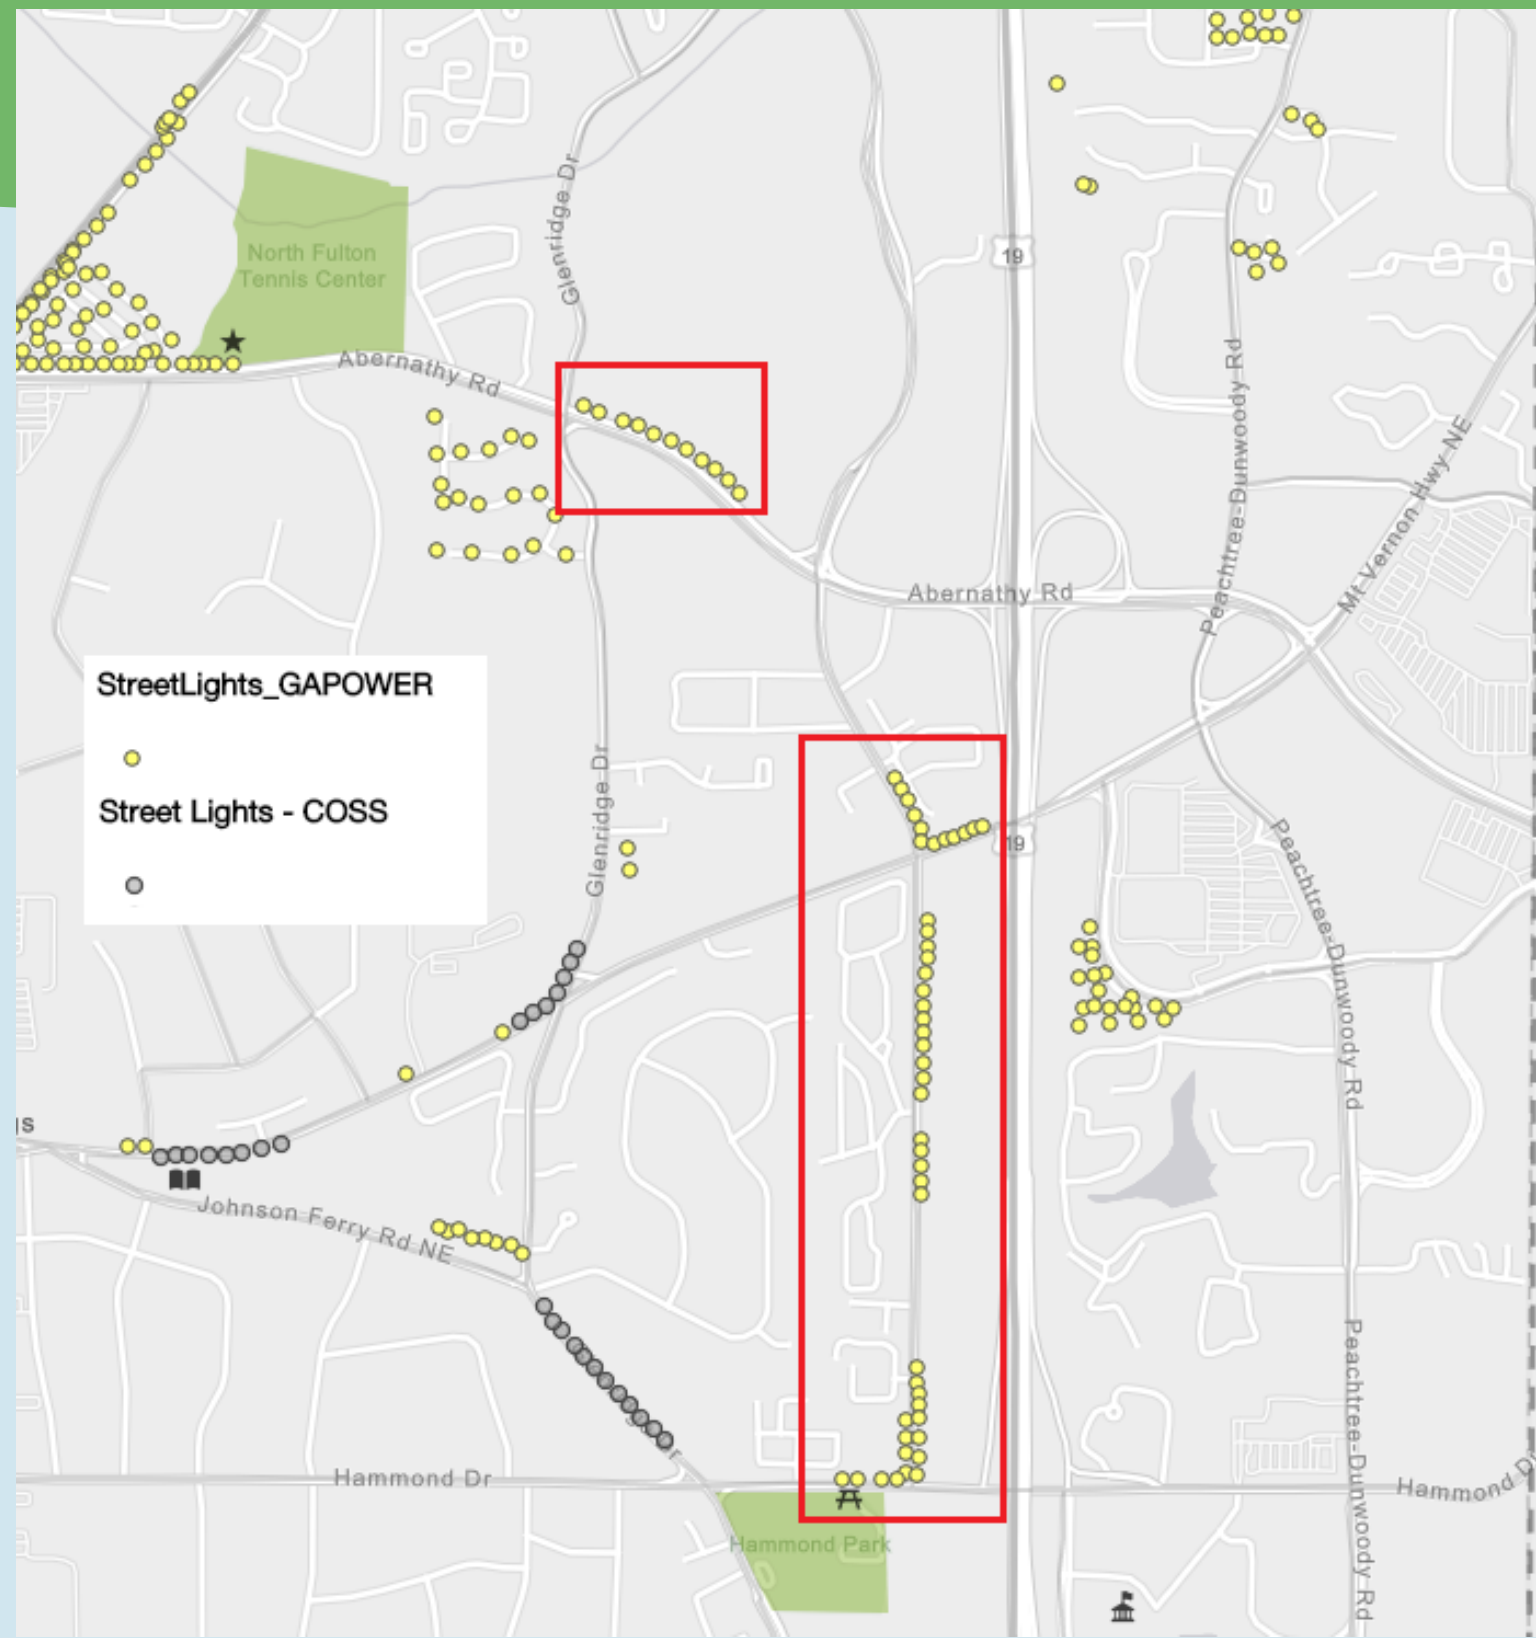 Glenridge Dr
North Fulton
Tennis Center
19
Abernathy Rd
Peachtree-Dunwoody Rd
Mt Vernon Hwy NE
Abernathy Rd
StreetLights_GAPOWER
Street Lights - COSS
Glenridge Dr
19
Peachtree-Dunwoody Rd
gs
Johnson Ferry Rd NE
Peachtree-Dunwoody Rd
Hammond Dr
Hammond Dr
Hammond Park